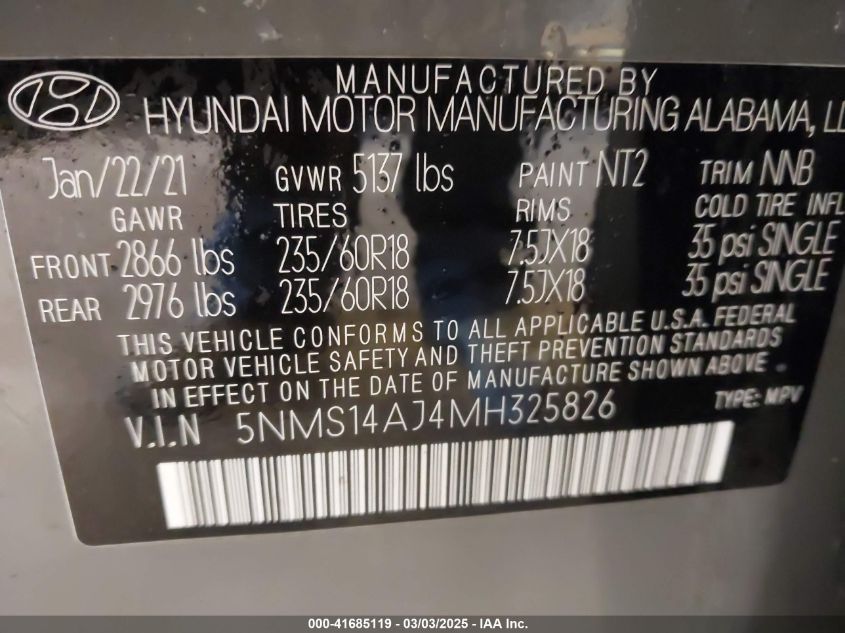 MANUFACTURED BY
HYUNDAI MOTOR MANUFACTURING ALABAMA, LL
Jan/22/21 GVWR 5137 lbs PAINT NT2 TRIM NNB
GAWR TIRES RIMS COLD TIRE INFL
FRONT 2866 lbs 235/60R18 7.5JX18 35 psi SINGLE
REAR 2976 lbs 235/60R18 7.5JX18 35 psi SINGLE
THIS VEHICLE CONFORMS TO ALL APPLICABLE U.S.A. FEDERAL
MOTOR VEHICLE SAFETY AND THEFT PREVENTION STANDARDS
IN EFFECT ON THE DATE OF MANUFACTURE SHOWN ABOVE.
V.I.N 5NMS14AJ4MH325826 TYPE: MPV
000-41685119 - 03/03/2025 - IAA Inc.